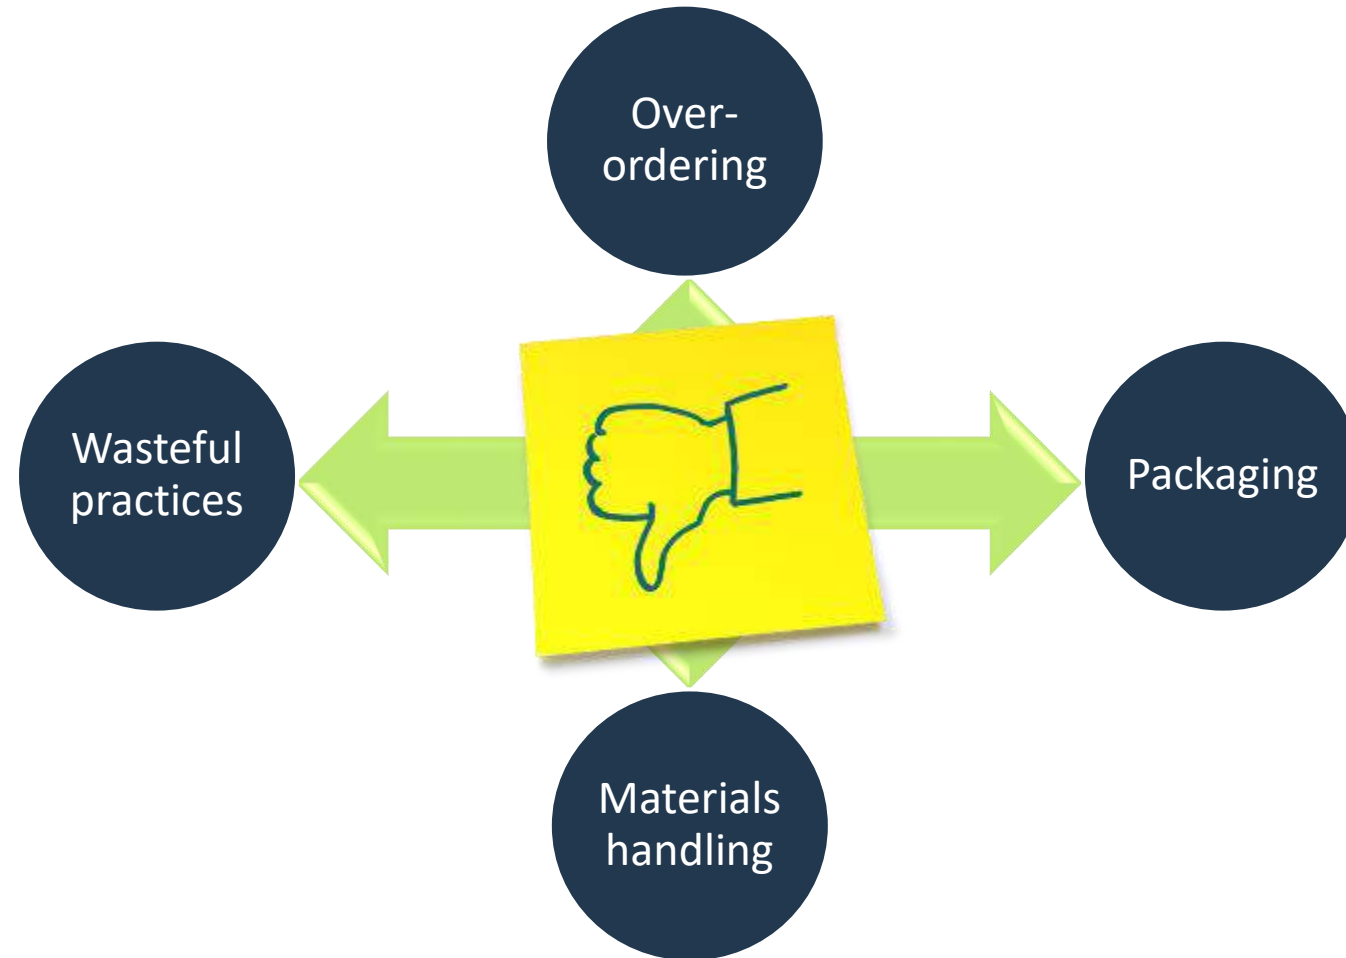 Over-
ordering
Wasteful
practices
Packaging
Materials
handling